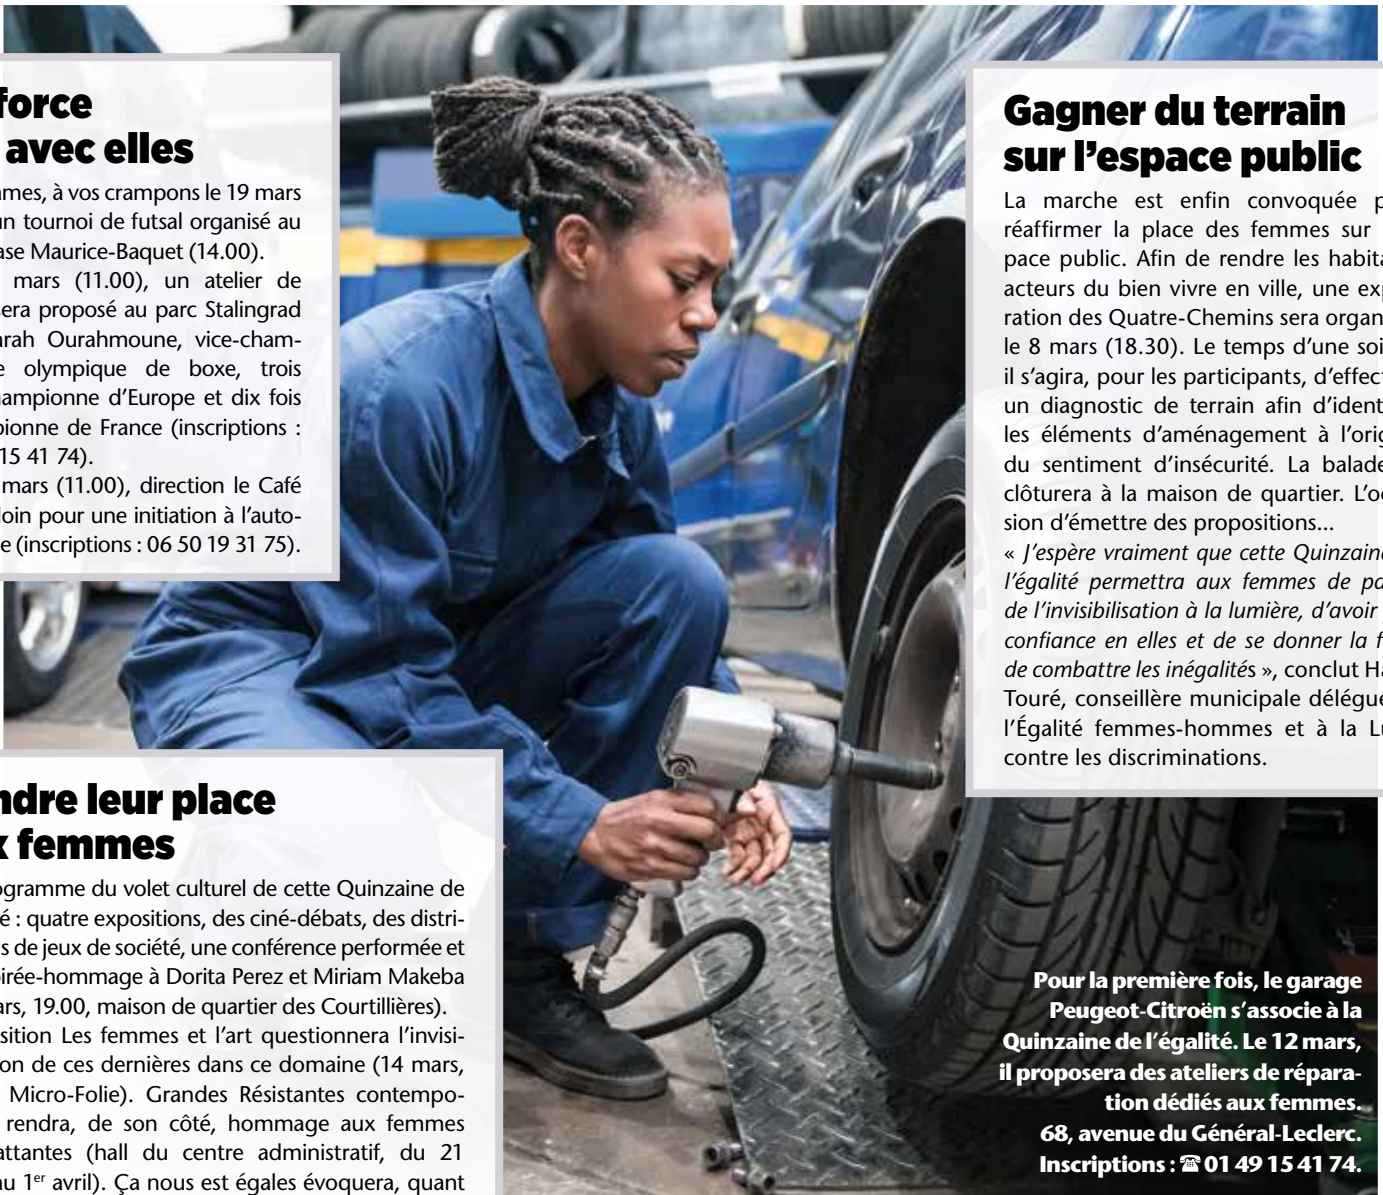 force
avec elles
mmes, à vos crampons le 19 mars
un tournoi de futsal organisé au
ase Maurice-Baquet (14.00).
mars (11.00), un atelier de
sera proposé au parc Stalingrad
arah Ourahmoune, vice-cham-
e olympique de boxe, trois
hampionne d'Europe et dix fois
pionne de France (inscriptions :
15 41 74).
mars (11.00), direction le Café
loin pour une initiation à l'auto-
e (inscriptions : 06 50 19 31 75).
ndre leur place
x femmes
ogramme du volet culturel de cette Quinzaine de
é : quatre expositions, des ciné-débats, des distri-
s de jeux de société, une conférence performée et
oirée-hommage à Dorita Perez et Miriam Makeba
ars, 19.00, maison de quartier des Courtillières).
sition Les femmes et l'art questionnera l'invisi-
on de ces dernières dans ce domaine (14 mars,
Micro-Folie). Grandes Résistantes contempo-
rendra, de son côté, hommage aux femmes
attantes (hall du centre administratif, du 21
au 1er avril). Ça nous est égales évoquera, quant
Gagner du terrain
sur l'espace public
La marche est enfin convoquée p
réaffirmer la place des femmes sur
pace public. Afin de rendre les habita
acteurs du bien vivre en ville, une exp
ration des Quatre-Chemins sera organ
le 8 mars (18.30). Le temps d'une soi
il s'agira, pour les participants, d'effect
un diagnostic de terrain afin d'ident
les éléments d'aménagement à l'orig
du sentiment d'insécurité. La balade
clôturera à la maison de quartier. L'oc
sion d'émettre des propositions...
« J'espère vraiment que cette Quinzaine
l'égalité permettra aux femmes de pa
de l'invisibilisation à la lumière, d'avoir
confiance en elles et de se donner la f
de combattre les inégalités », conclut Ha
Touré, conseillère municipale délégué
l'Égalité femmes-hommes et à la Lu
contre les discriminations.
Pour la première fois, le garage
Peugeot-Citroën s'associe à la
Quinzaine de l'égalité. Le 12 mars,
il proposera des ateliers de répara-
tion dédiés aux femmes.
68, avenue du Général-Leclerc.
Inscriptions : ☎ 01 49 15 41 74.